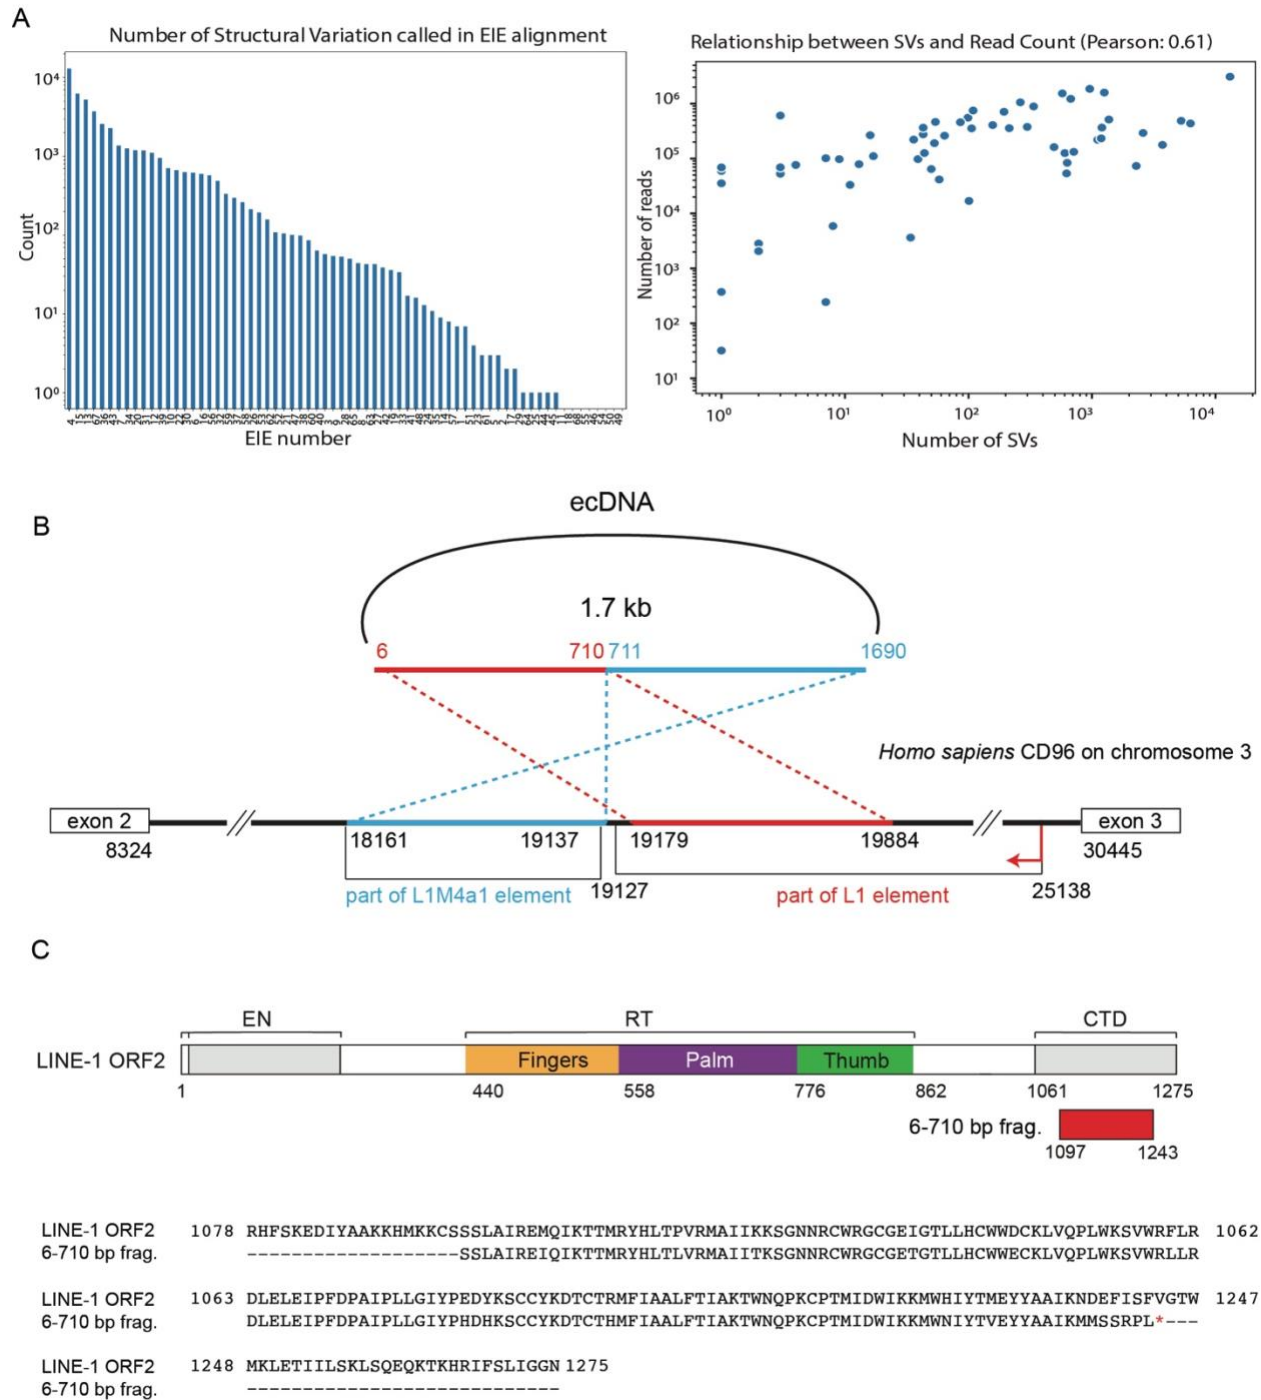 A
Number of Structural Variation called in EIE alignment
Relationship between SVs and Read Count (Pearson: 0.61)
Count
10⁴
10³
10²
10¹
10⁰
EIE number
Number of reads
10⁶
10⁵
10⁴
10³
10²
10¹
10⁰ 10¹ 10² 10³ 10⁴
Number of SVs
B
ecDNA
1.7 kb
6 710 711 1690
Homo sapiens CD96 on chromosome 3
exon 2 exon 3
8324 18161 19137 19179 19884 30445
part of L1M4a1 element 19127 part of L1 element 25138
C
EN RT CTD
LINE-1 ORF2 Fingers Palm Thumb
1 440 558 776 862 1061 1275
6-710 bp frag.
1097 1243
LINE-1 ORF2 1078 RHFSKEDIYAAKKHMKKCSSSLAIREMQIKTTMRYHLTPVRMAIIKKSGNNRCWRGCGEIGTLLHCWWDCKLVQPLWKSVWRFLR 1062
6-710 bp frag. ------------------SSLAIREIQIKTTMRYHLTLVRMAIITKSGNNRCWRGCGETGTLLHCWWECKLVQPLWKSVWRLLR
LINE-1 ORF2 1063 DLELEIPFDPAIPLLGIYPEDYKSCCYKDTCTRMFIAALFTIAKTWNQPKCPTMIDWIKKMWHIYTMEYYAAIKNDEFISFVGTW 1247
6-710 bp frag. DLELEIPFDPAIPLLGIYPHDHKSCCYKDTCTHMFIAALFTIAKTWNQPKCPTMIDWIKKMWNIYTVEYYAAIKMMSSRPL*---
LINE-1 ORF2 1248 MKLETIILSKLSQEQKTKHRIFSLIGGN 1275
6-710 bp frag. ----------------------------